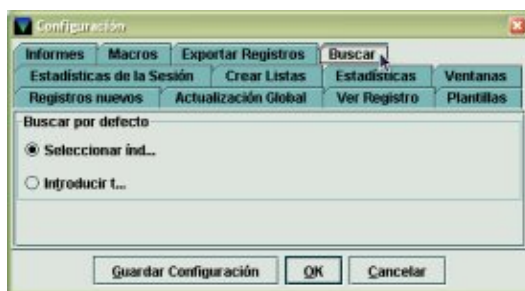 Configuración
Informes Macros Exportar Registros Buscar
Estadísticas de la Sesión Crear Listas Estadísticas Ventanas
Registros nuevos Actualización Global Ver Registro Plantillas
Buscar por defecto
Seleccionar índ...
Introducir t...
Guardar Configuración OK Cancelar